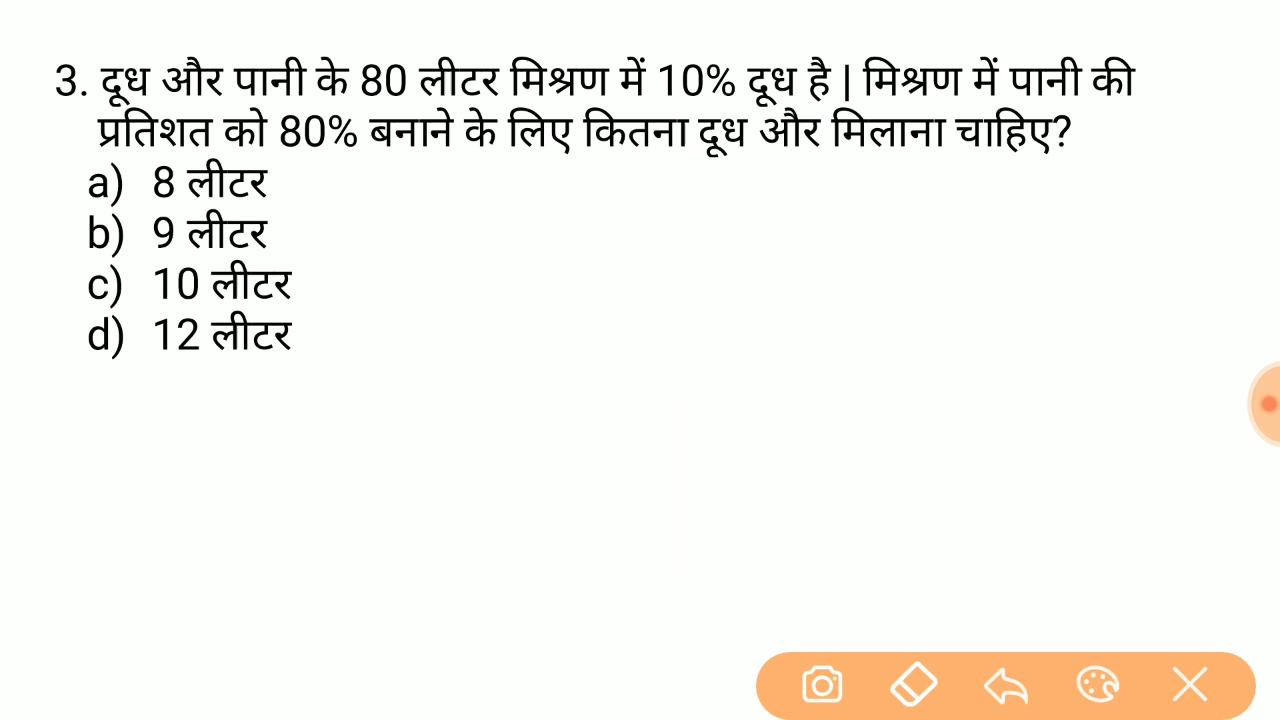 3. दूध और पानी के 80 लीटर मिश्रण में 10% दूध है | मिश्रण में पानी की
प्रतिशत को 80% बनाने के लिए कितना दूध और मिलाना चाहिए?
a) 8 लीटर
b) 9 लीटर
c) 10 लीटर
d) 12 लीटर